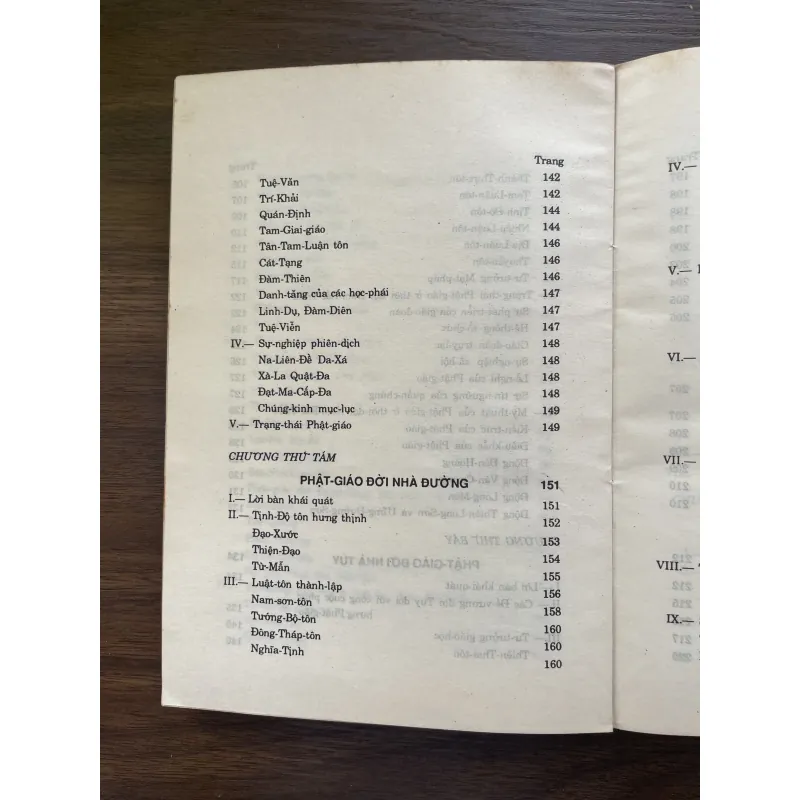 Trang
Tuệ-Văn 142
Trí-Khải 142
Quán-Định 144
Tam-Giai-giáo 144
Tân-Tam-Luận tôn 146
Cát-Tạng 146
Đàm-Thiên 146
Danh-tăng của các học-phái 147
Linh-Dụ, Đàm-Diên 147
Tuệ-Viễn 147
IV.— Sự-nghiệp phiên-dịch 148
Na-Liên-Đề Da-Xá 148
Xà-La Quật-Đa 148
Đạt-Ma-Cấp-Đa 148
Chúng-kinh mục-lục 149
V.— Trạng-thái Phật-giáo 149
CHƯƠNG THỨ TÁM
PHẬT-GIÁO ĐỜI NHÀ ĐƯỜNG 151
I.— Lời bàn khái quát 151
II.— Tịnh-Độ tôn hưng thịnh 152
Đạo-Xước 153
Thiện-Đạo 154
Từ-Mẫn 155
III.— Luật-tôn thành-lập 156
Nam-sơn-tôn 158
Tướng-Bộ-tôn 160
Đông-Tháp-tôn 160
Nghĩa-Tịnh 160
IV.—
V.—
VI.—
VII.—
VIII.—
IX.—